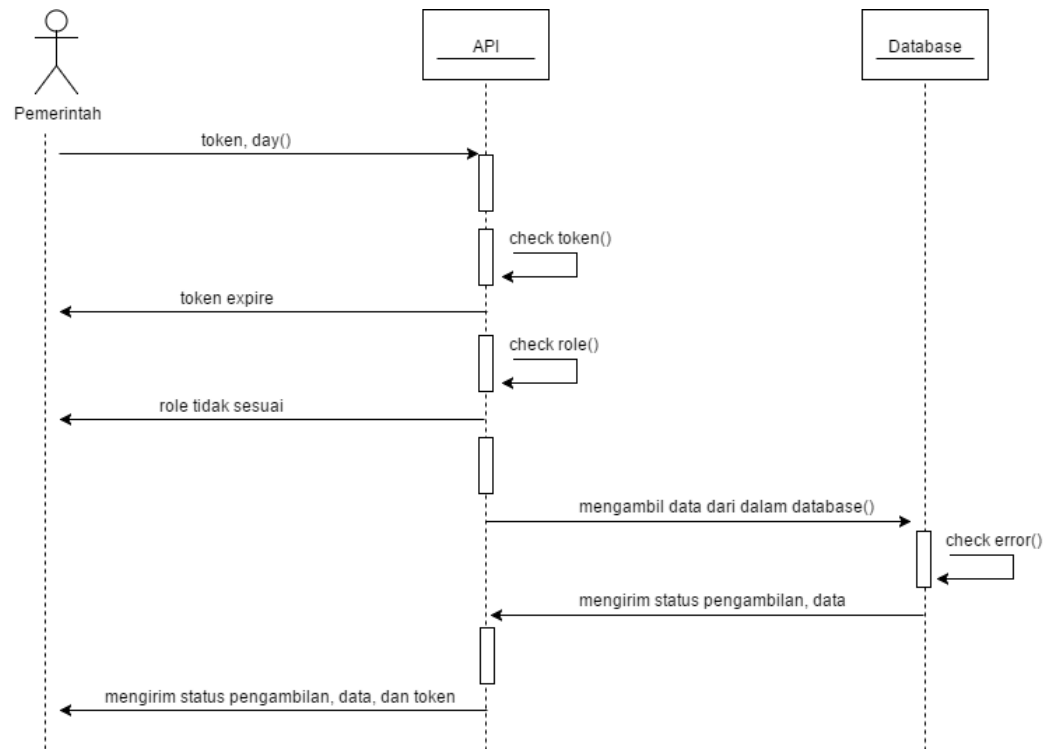 API
Database
Pemerintah
token, day()
check token()
token expire
check role()
role tidak sesuai
mengambil data dari dalam database()
check error()
mengirim status pengambilan, data
mengirim status pengambilan, data, dan token